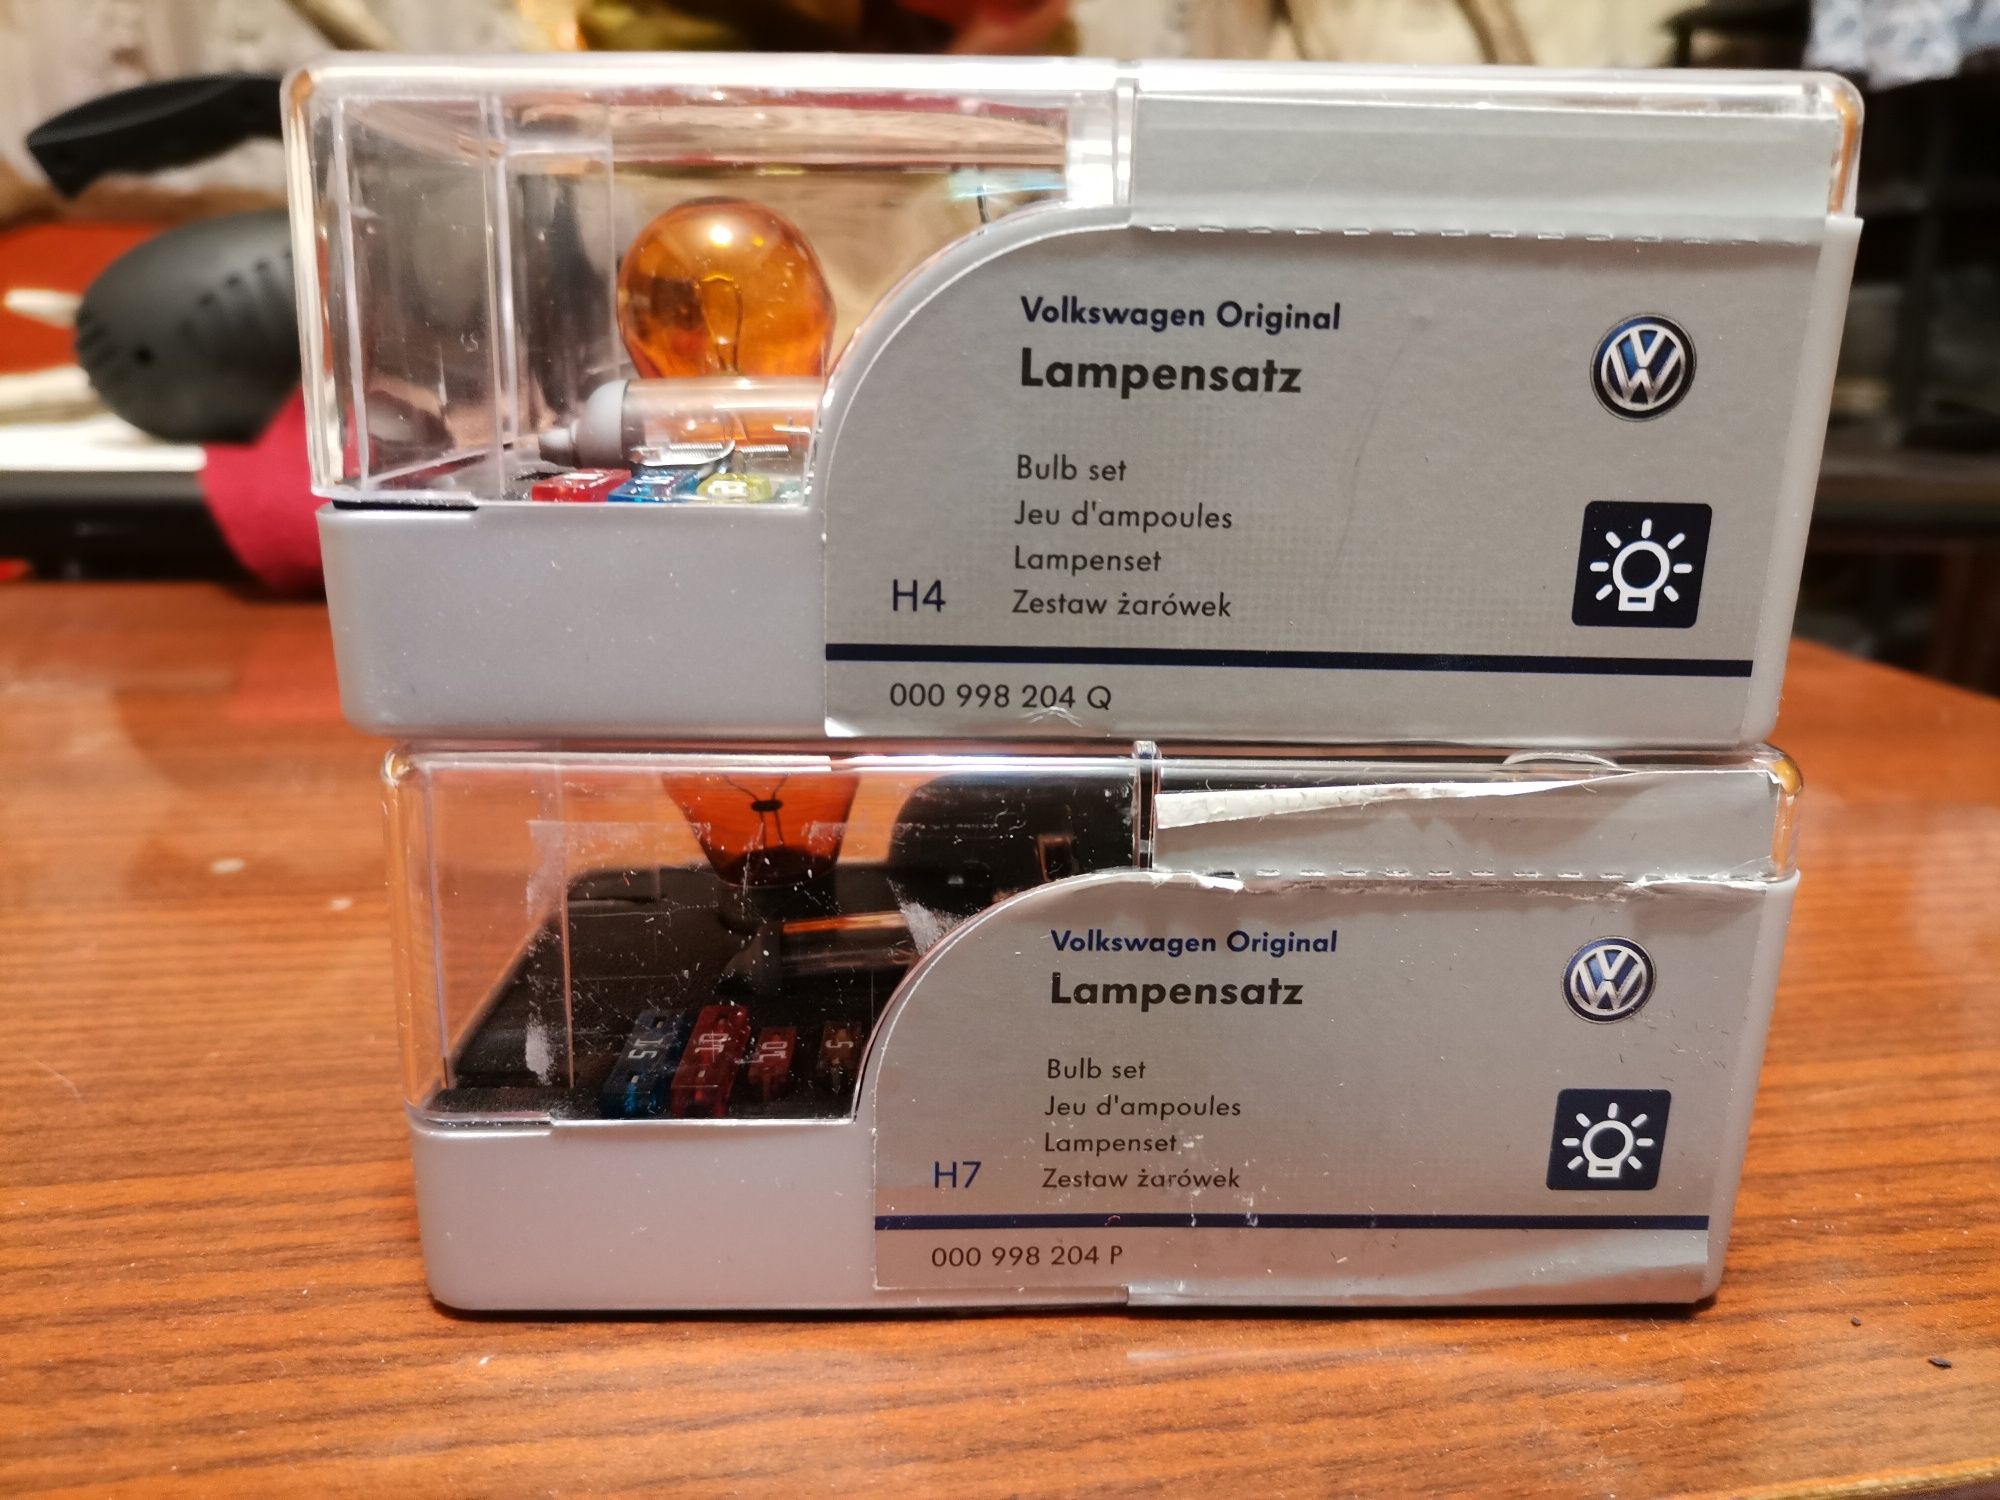 Volkswagen Original
Lampensatz
Bulb set
Jeu d'ampoules
Lampenset
H4 Zestaw żarówek
000 998 204 Q
Volkswagen Original
Lampensatz
Bulb set
Jeu d'ampoules
Lampenset
H7 Zestaw żarówek
000 998 204 P
15
10
5